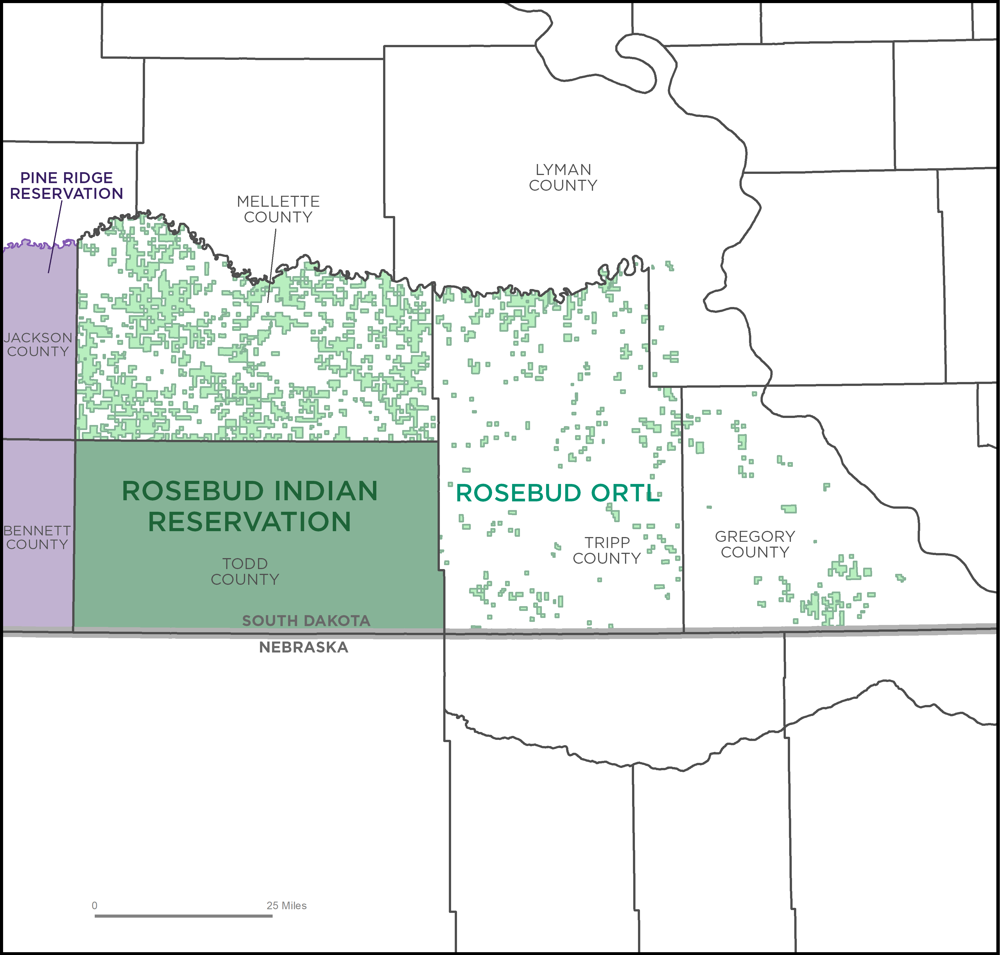 LYMAN
COUNTY
PINE RIDGE
RESERVATION
MELLETTE
COUNTY
JACKSON
COUNTY
ROSEBUD INDIAN
RESERVATION
ROSEBUD ORTL
BENNETT
COUNTY
TODD
COUNTY
TRIPP
COUNTY
GREGORY
COUNTY
SOUTH DAKOTA
NEBRASKA
0 25 Miles